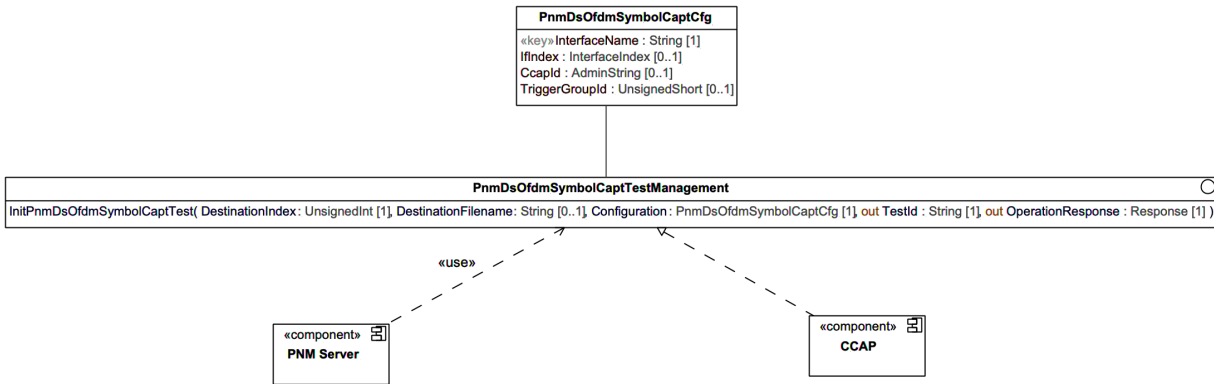 PnmDsOfdmSymbolCaptCfg
«key»InterfaceName : String [1]
IfIndex : InterfaceIndex [0..1]
CcapId : AdminString [0..1]
TriggerGroupId : UnsignedShort [0..1]
PnmDsOfdmSymbolCaptTestManagement
InitPnmDsOfdmSymbolCaptTest( DestinationIndex : UnsignedInt [1], DestinationFilename : String [0..1], Configuration : PnmDsOfdmSymbolCaptCfg [1], out TestId : String [1], out OperationResponse : Response [1] )
«use»
«component»
PNM Server
«component»
CCAP